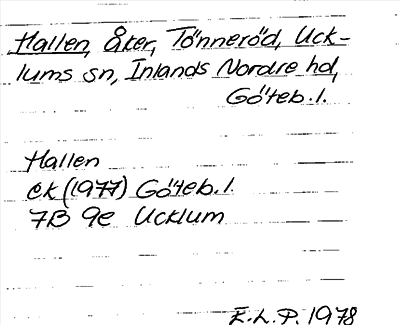 Hallen, Åker, Tönneröd, Uck-
lums sn, Inlands Nordre hd,
Göteb. l.
Hallen
ek (1977) Göteb. l.
7B 9e Ucklum
E.L.P. 1978